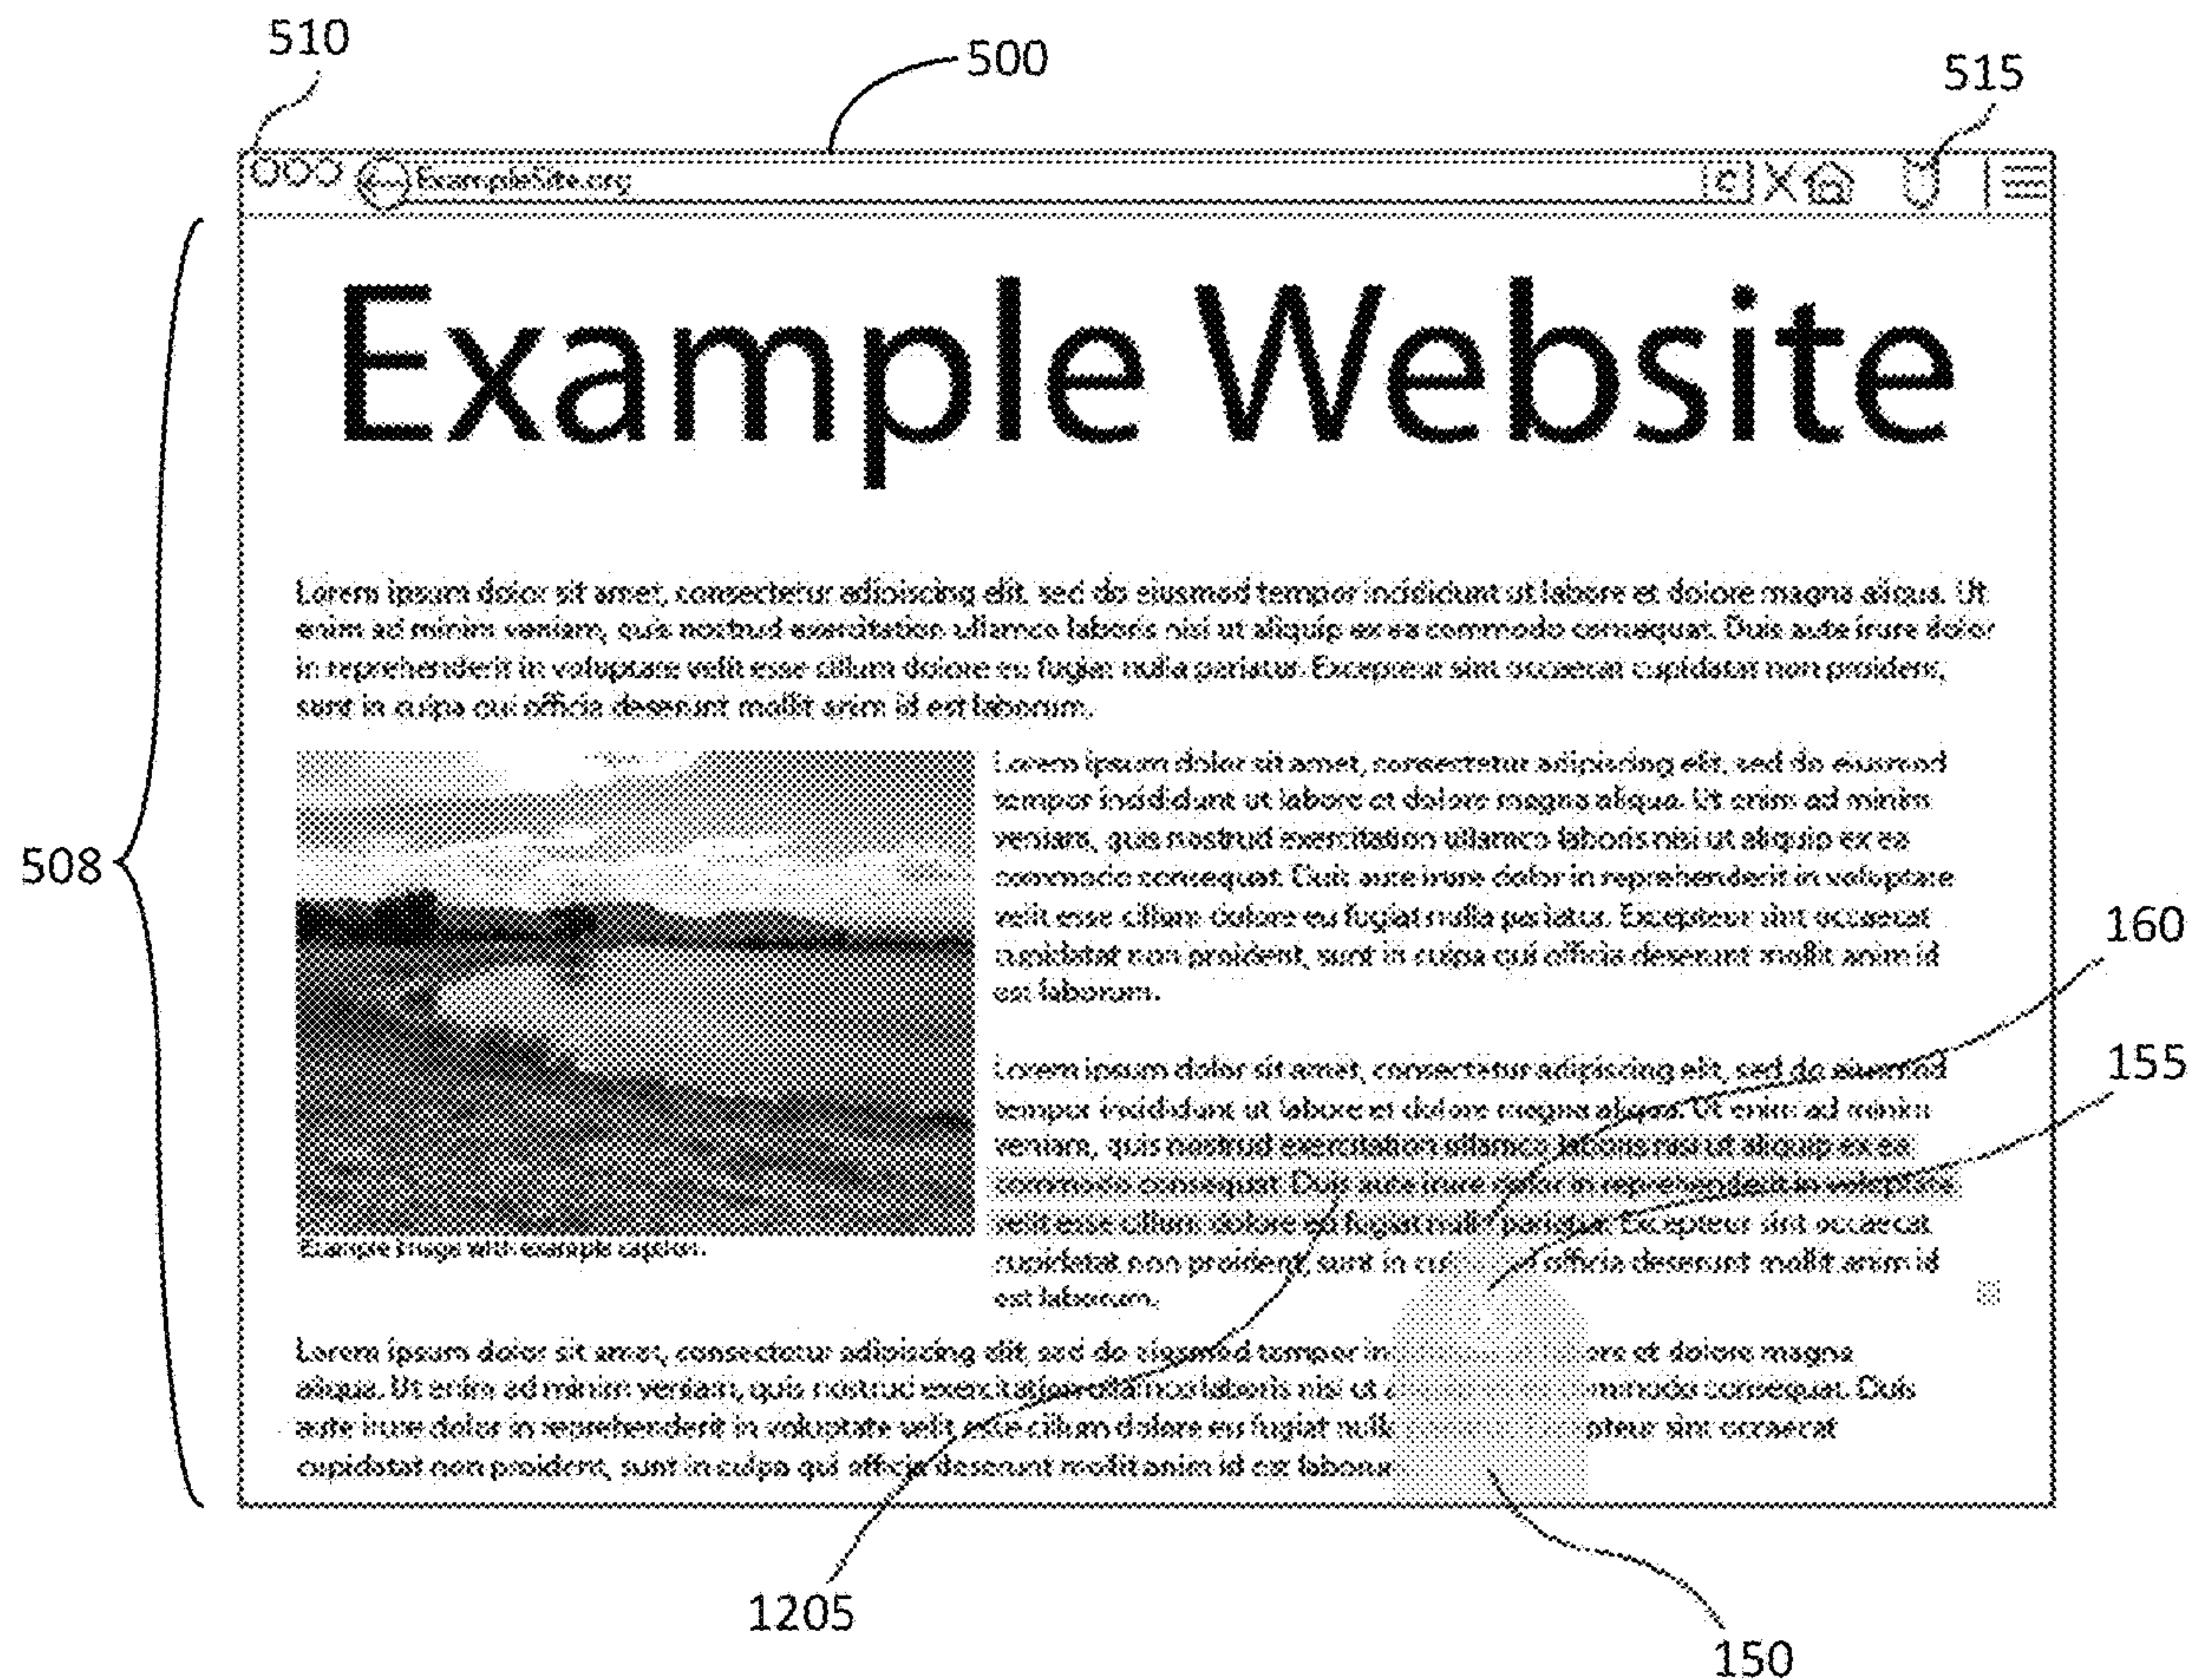 510
500
515
ExampleSite.org
Example Website
Lorem ipsum dolor sit amet, consectetur adipiscing elit, sed do eiusmod tempor incididunt ut labore et dolore magna aliqua. Ut
enim ad minim veniam, quis nostrud exercitation ullamco laboris nisi ut aliquip ex ea commodo consequat. Duis aute irure dolor
in reprehenderit in voluptate velit esse cillum dolore eu fugiat nulla pariatur. Excepteur sint occaecat cupidatat non proident,
sunt in culpa qui officia deserunt mollit anim id est laborum.
Lorem ipsum dolor sit amet, consectetur adipiscing elit, sed do eiusmod
tempor incididunt ut labore et dolore magna aliqua. Ut enim ad minim
veniam, quis nostrud exercitation ullamco laboris nisi ut aliquip ex ea
commodo consequat. Duis aute irure dolor in reprehenderit in voluptate
velit esse cillum dolore eu fugiat nulla pariatur. Excepteur sint occaecat
cupidatat non proident, sunt in culpa qui officia deserunt mollit anim id
est laborum.
508
160
155
Lorem ipsum dolor sit amet, consectetur adipiscing elit, sed do eiusmod
tempor incididunt ut labore et dolore magna aliqua. Ut enim ad minim
veniam, quis nostrud exercitation ullamco laboris nisi ut aliquip ex ea
commodo consequat. Duis aute irure dolor in reprehenderit in voluptate
velit esse cillum dolore eu fugiat nulla pariatur. Excepteur sint occaecat
cupidatat non proident, sunt in cu officia deserunt mollit anim id
est laborum.
Example image with example caption.
Lorem ipsum dolor sit amet, consectetur adipiscing elit, sed do eiusmod tempor in ore et dolore magna
aliqua. Ut enim ad minim veniam, quis nostrud exercitation ullamco laboris nisi ut a mmodo consequat. Duis
aute irure dolor in reprehenderit in voluptate velit esse cillum dolore eu fugiat null pteur sint occaecat
cupidatat non proident, sunt in culpa qui officia deserunt mollit anim id est laboru
1205
150